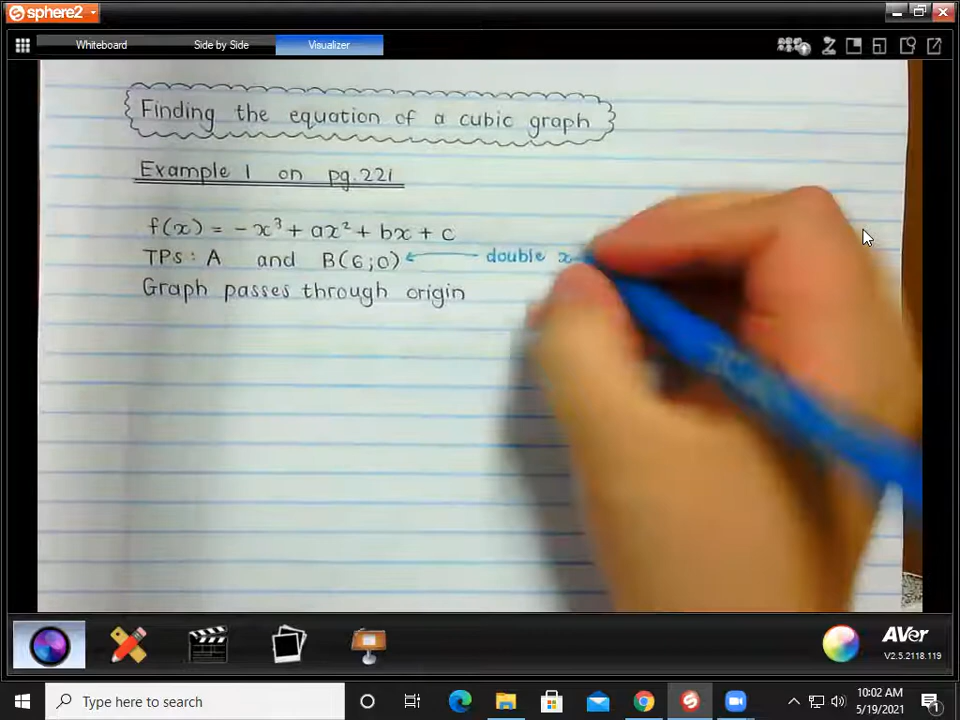 sphere2
Whiteboard Side by Side Visualizer
Finding the equation of a cubic graph
Example 1 on pg.221
f(x) = -x³ + ax² + bx + c
TPs: A and B(6;0) ← double x-
Graph passes through origin
AVer
V2.5.2118.119
Type here to search
10:02 AM
5/19/2021
1